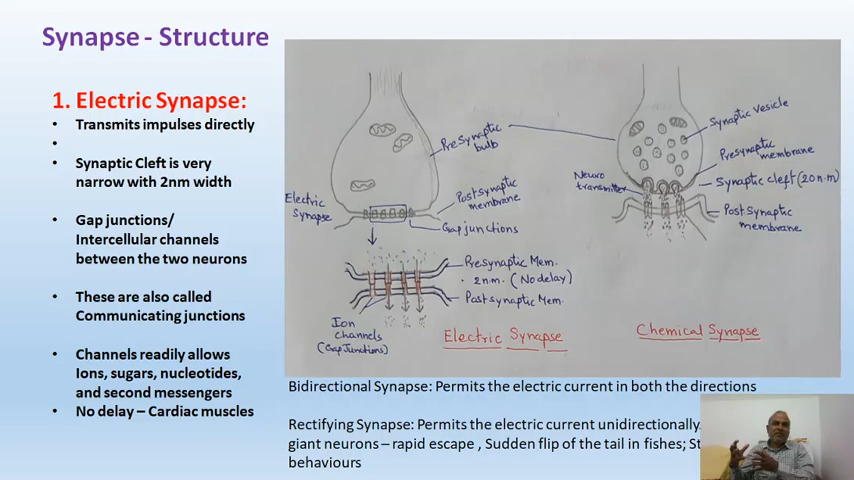 Synapse - Structure
1. Electric Synapse:
• Transmits impulses directly
•
• Synaptic Cleft is very
narrow with 2nm width
• Gap junctions/
Intercellular channels
between the two neurons
• These are also called
Communicating junctions
• Channels readily allows
Ions, sugars, nucleotides,
and second messengers
• No delay – Cardiac muscles
PreSynaptic
bulb
Postsynaptic
membrane
Electric
Synapse
Gap junctions
PreSynaptic Mem.
2 n.m. (No delay)
Postsynaptic Mem.
Ion
Channels
(Gap Junctions)
Electric Synapse
Synaptic vesicle
Presynaptic
membrane
Neuro
transmitter
Synaptic cleft (20 n.m)
Post Synaptic
membrane
Chemical Synapse
Bidirectional Synapse: Permits the electric current in both the directions
Rectifying Synapse: Permits the electric current unidirectionally.
giant neurons – rapid escape , Sudden flip of the tail in fishes;
behaviours